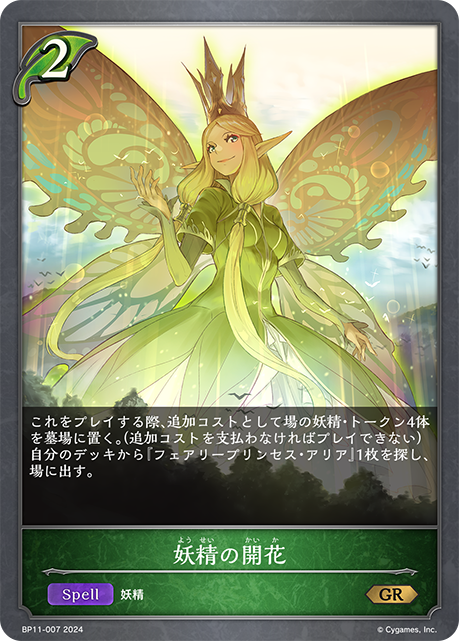 2
これをプレイする際、追加コストとして場の妖精・トークン4体
を墓場に置く。(追加コストを支払わなければプレイできない)
自分のデッキから『フェアリープリンセス・アリア』1枚を探し、
場に出す。
ようせい かいか
妖精の開花
Spell 妖精 GR
BP11-007 2024 © Cygames, Inc.